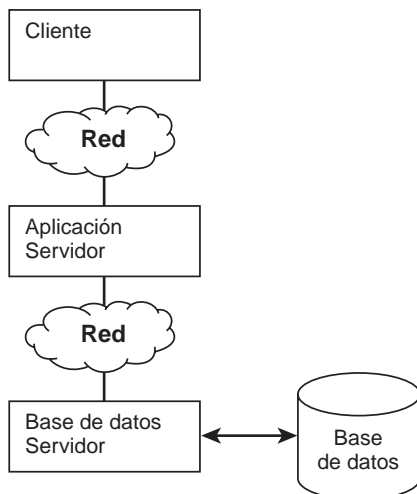 Cliente
Red
Aplicación
Servidor
Red
Base de datos
Servidor
Base
de datos